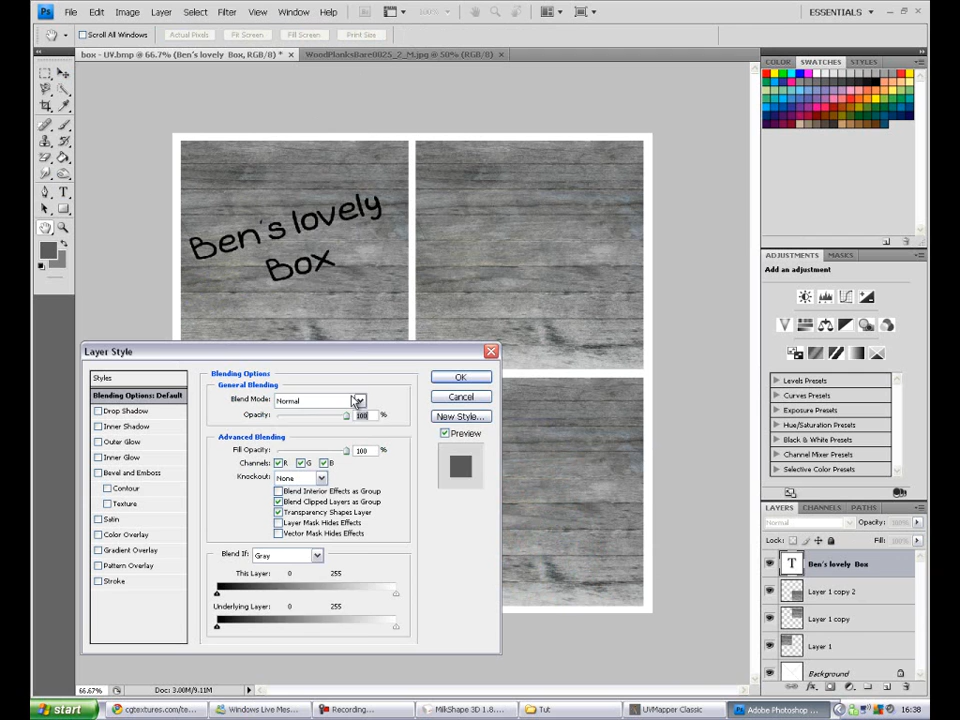 File Edit Image Layer Select Filter View Window Help 100% ESSENTIALS
Scroll All Windows Actual Pixels Fit Screen Fill Screen Print Size
box - UV.bmp @ 66.7% (Ben's lovely  Box, RGB/8) * WoodPlanksBare0025_2_M.jpg @ 50% (RGB/8)
COLOR SWATCHES STYLES
Ben's lovely
Box
ADJUSTMENTS MASKS
Add an adjustment
Levels Presets
Curves Presets
Exposure Presets
Hue/Saturation Presets
Black & White Presets
Channel Mixer Presets
Selective Color Presets
Layer Style
Styles
Blending Options: Default
Drop Shadow
Inner Shadow
Outer Glow
Inner Glow
Bevel and Emboss
Contour
Texture
Satin
Color Overlay
Gradient Overlay
Pattern Overlay
Stroke
Blending Options
General Blending
Blend Mode: Normal
Opacity: 100 %
Advanced Blending
Fill Opacity: 100 %
Channels: R G B
Knockout: None
Blend Interior Effects as Group
Blend Clipped Layers as Group
Transparency Shapes Layer
Layer Mask Hides Effects
Vector Mask Hides Effects
Blend If: Gray
This Layer: 0 255
Underlying Layer: 0 255
OK
Cancel
New Style...
Preview
LAYERS CHANNELS PATHS
Normal Opacity: 100%
Lock: Fill: 100%
T Ben's lovely  Box
Layer 1 copy 2
Layer 1 copy
Layer 1
Background
66.67% Doc: 3.00M/9.11M
start cgtextures.com/te... Windows Live Mes... Recording... MilkShape 3D 1.8.... Tut UVMapper Classic Adobe Photoshop ... 16:38